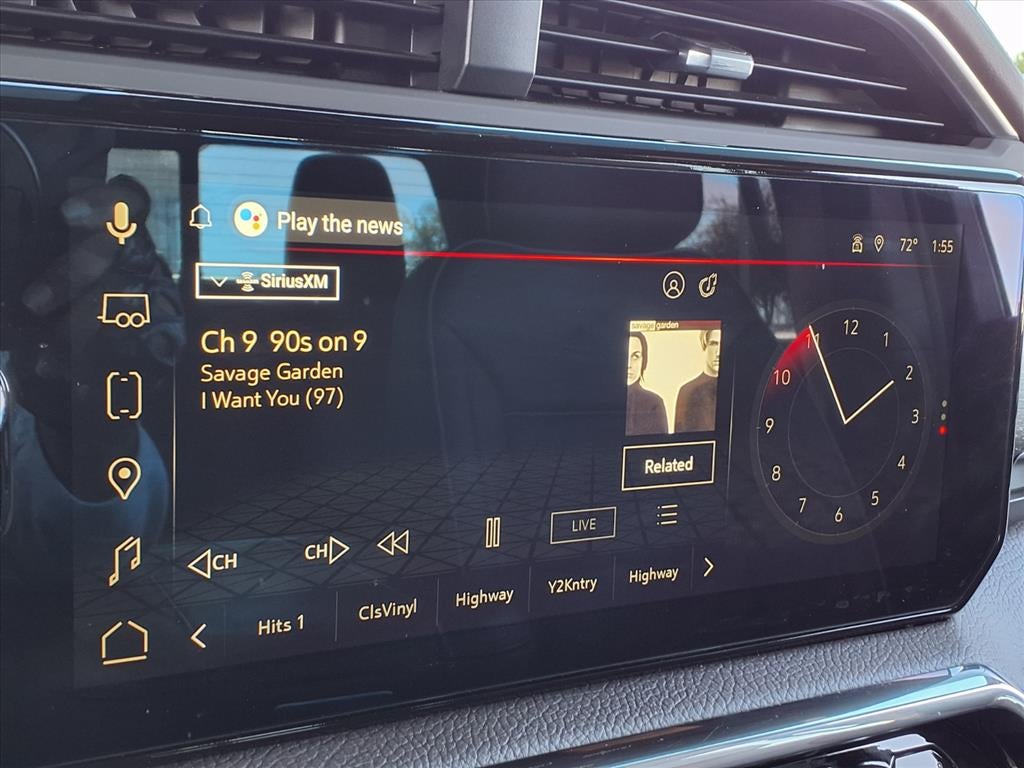 Play the news
72° 1:55
SiriusXM
Ch 9 90s on 9
Savage Garden
I Want You (97)
savage garden
Related
12
1
2
3
4
5
6
7
8
9
10
11
CH
CH
LIVE
Hits 1
ClsVinyl
Highway
Y2Kntry
Highway